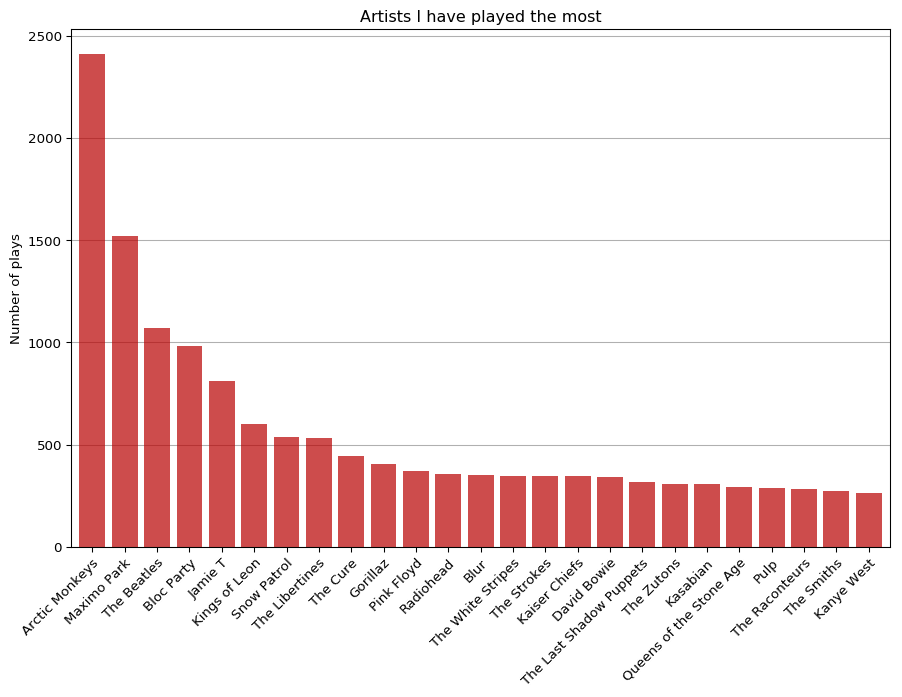 Artists I have played the most
Number of plays
2500
2000
1500
1000
500
0
Arctic Monkeys
Maximo Park
The Beatles
Bloc Party
Jamie T
Kings of Leon
Snow Patrol
The Libertines
The Cure
Gorillaz
Pink Floyd
Radiohead
Blur
The White Stripes
The Strokes
Kaiser Chiefs
David Bowie
The Last Shadow Puppets
The Zutons
Kasabian
Queens of the Stone Age
Pulp
The Raconteurs
The Smiths
Kanye West